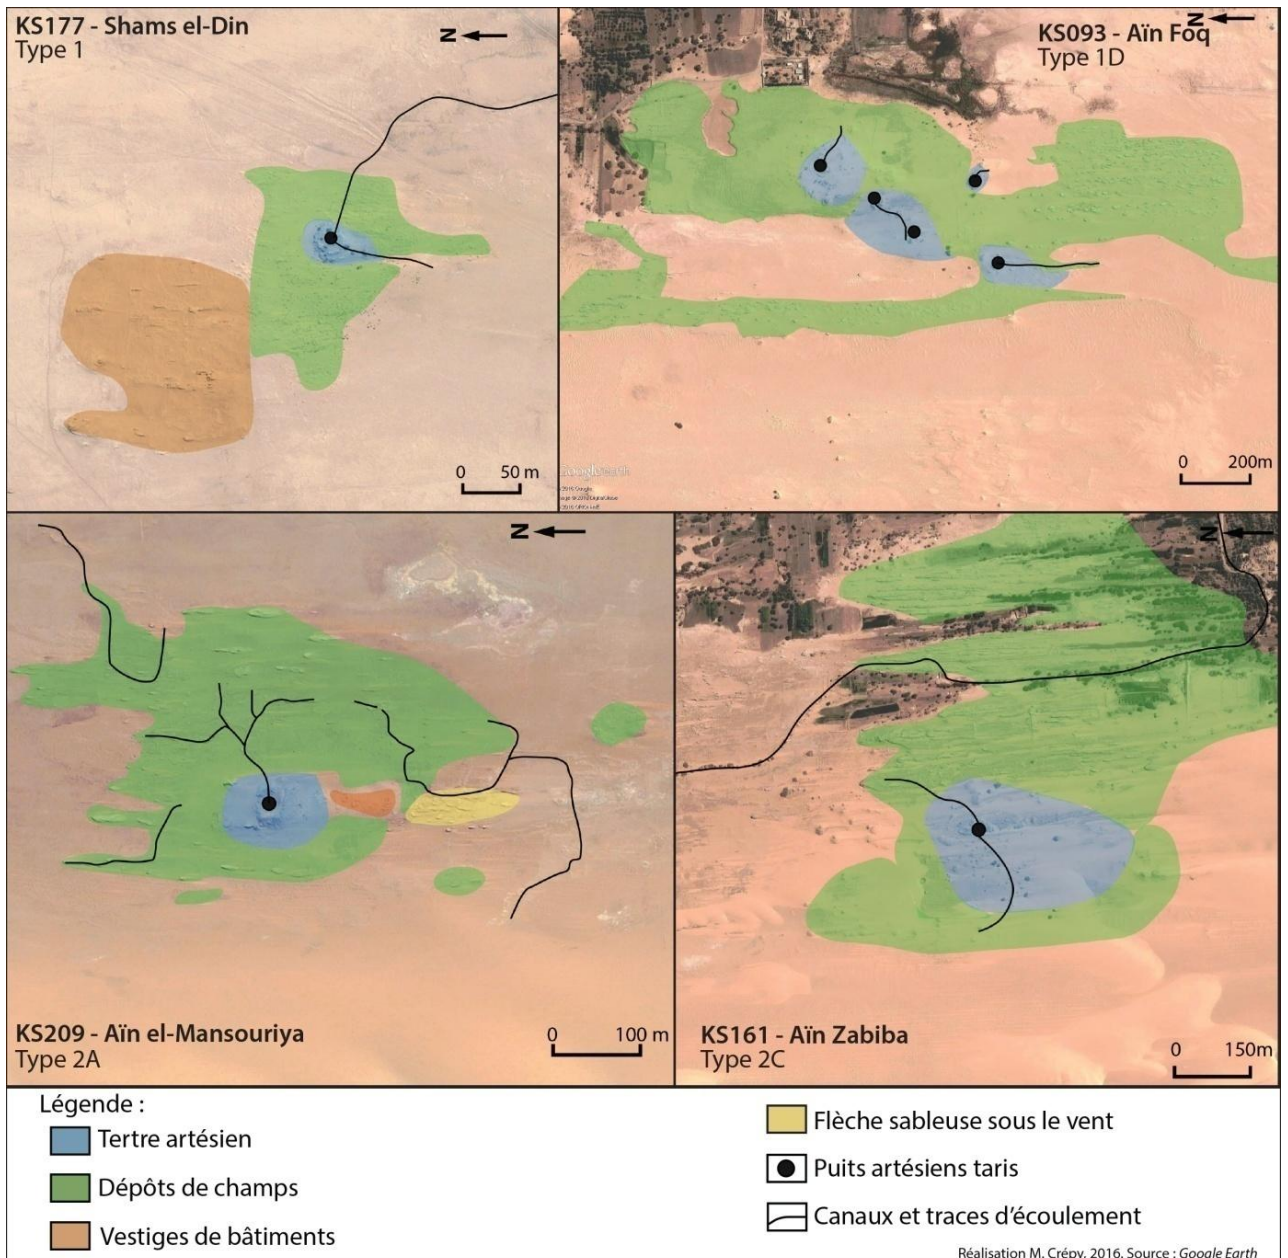 KS177 - Shams el-Din
Type 1
N
0 50 m
KS093 - Aïn Foq
Type 1D
N
Google earth
0 200m
KS209 - Aïn el-Mansouriya
Type 2A
N
0 100 m
KS161 - Aïn Zabiba
Type 2C
N
0 150m
Légende :
Tertre artésien
Dépôts de champs
Vestiges de bâtiments
Flèche sableuse sous le vent
Puits artésiens taris
Canaux et traces d'écoulement
Réalisation M. Crépy, 2016, Source : Google Earth